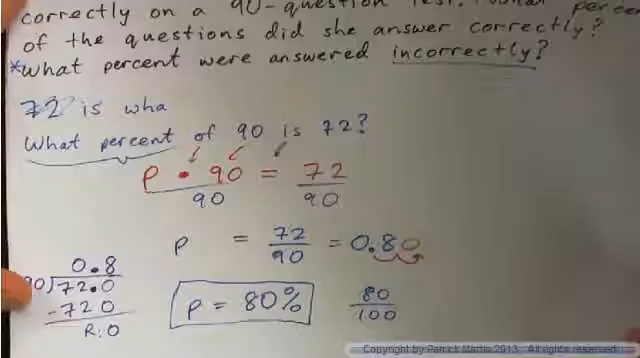 correctly on a 90-question
of the questions did she answer correctly?
*What percent were answered incorrectly?
72 is wha
What percent of 90 is 72?
P • 90 = 72
90 90
P = 72/90 = 0.80
0.8
90)72.0
-720
R:0
P = 80%
80/100
Copyright by Patrick Martin 2013. All rights reserved